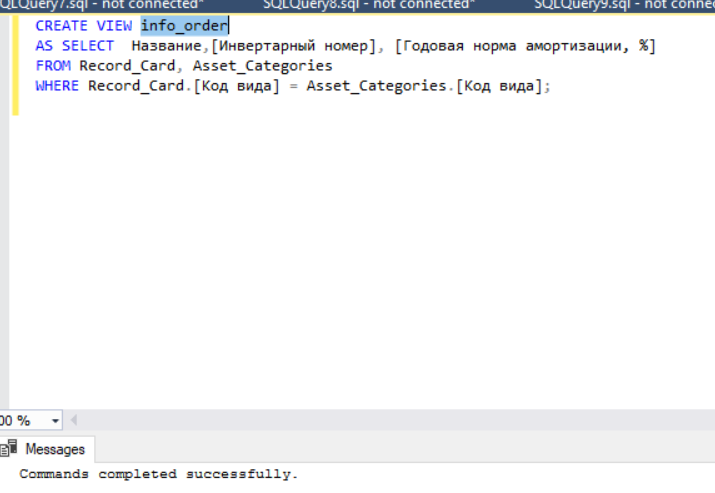 SQLQuery7.sql - not connected* SQLQuery8.sql - not connected* SQLQuery9.sql - not connec
CREATE VIEW info_order
AS SELECT Название,[Инвертарный номер], [Годовая норма амортизации, %]
FROM Record_Card, Asset_Categories
WHERE Record_Card.[Код вида] = Asset_Categories.[Код вида];
00 %
Messages
Commands completed successfully.